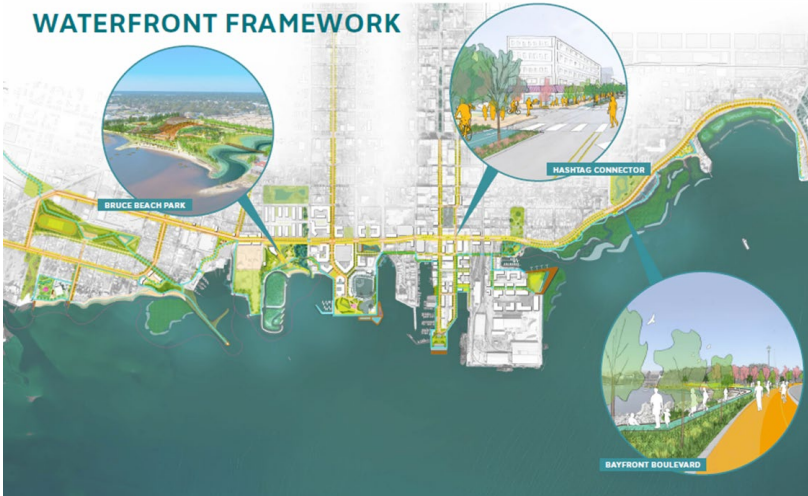 WATERFRONT FRAMEWORK
HASHTAG CONNECTOR
BRUCE BEACH PARK
BAYFRONT BOULEVARD